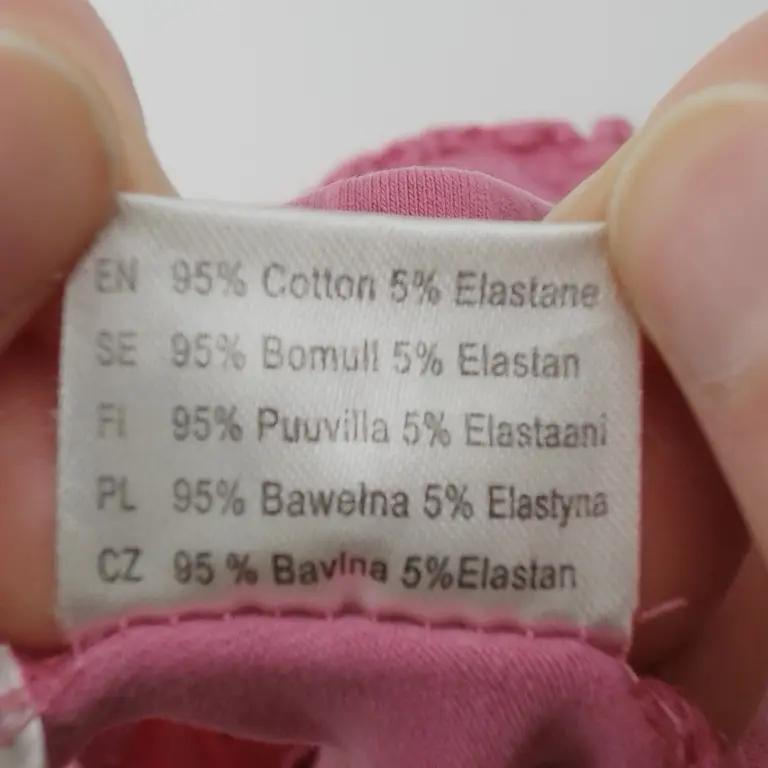 EN 95% Cotton 5% Elastane
SE 95% Bomull 5% Elastan
FI 95% Puuvilla 5% Elastaani
PL 95% Bawełna 5% Elastyna
CZ 95 % Bavlna 5%Elastan